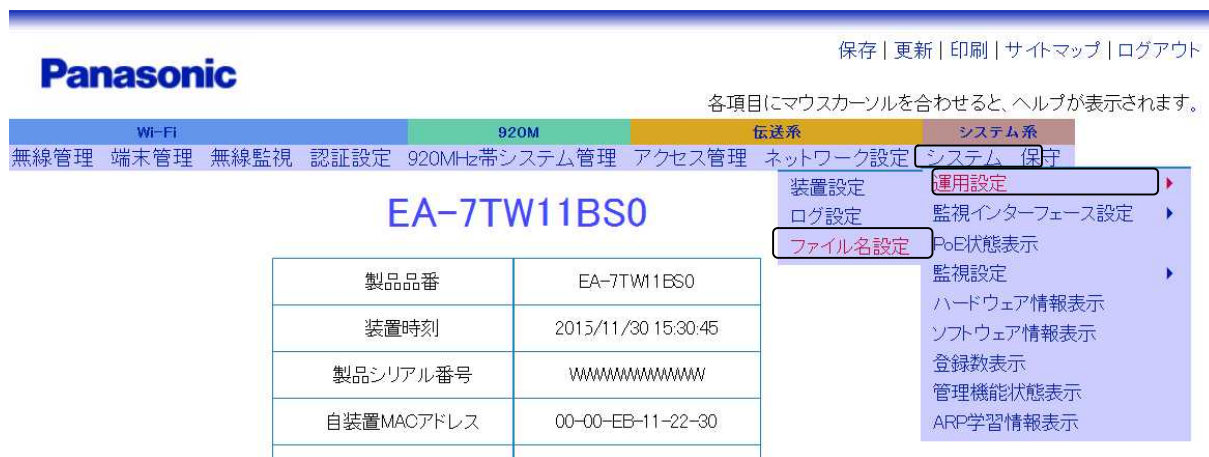 保存 | 更新 | 印刷 | サイトマップ | ログアウト
Panasonic
各項目にマウスカーソルを合わせると、ヘルプが表示されます。
Wi-Fi 920M 伝送系 システム系
無線管理 端末管理 無線監視 認証設定 920MHz帯システム管理 アクセス管理 ネットワーク設定 システム 保守
装置設定
ログ設定
ファイル名設定
運用設定
監視インターフェース設定
PoE状態表示
監視設定
ハードウェア情報表示
ソフトウェア情報表示
登録数表示
管理機能状態表示
ARP学習情報表示
EA-7TW11BS0
製品品番 EA-7TW11BS0
装置時刻 2015/11/30 15:30:45
製品シリアル番号 WWWWWWWWWWW
自装置MACアドレス 00-00-EB-11-22-30